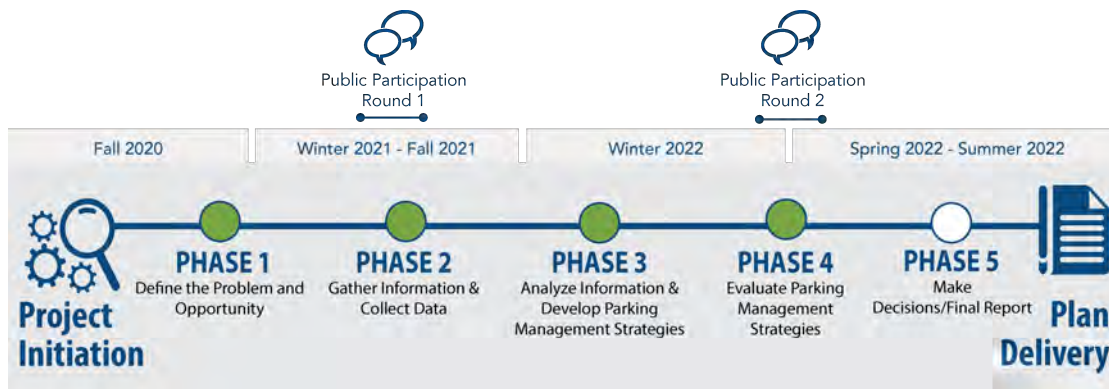 Public Participation
Round 1
Public Participation
Round 2
Fall 2020
Winter 2021 - Fall 2021
Winter 2022
Spring 2022 - Summer 2022
Project
Initiation
PHASE 1
Define the Problem and
Opportunity
PHASE 2
Gather Information &
Collect Data
PHASE 3
Analyze Information &
Develop Parking
Management Strategies
PHASE 4
Evaluate Parking
Management
Strategies
PHASE 5
Make
Decisions/Final Report
Plan
Delivery